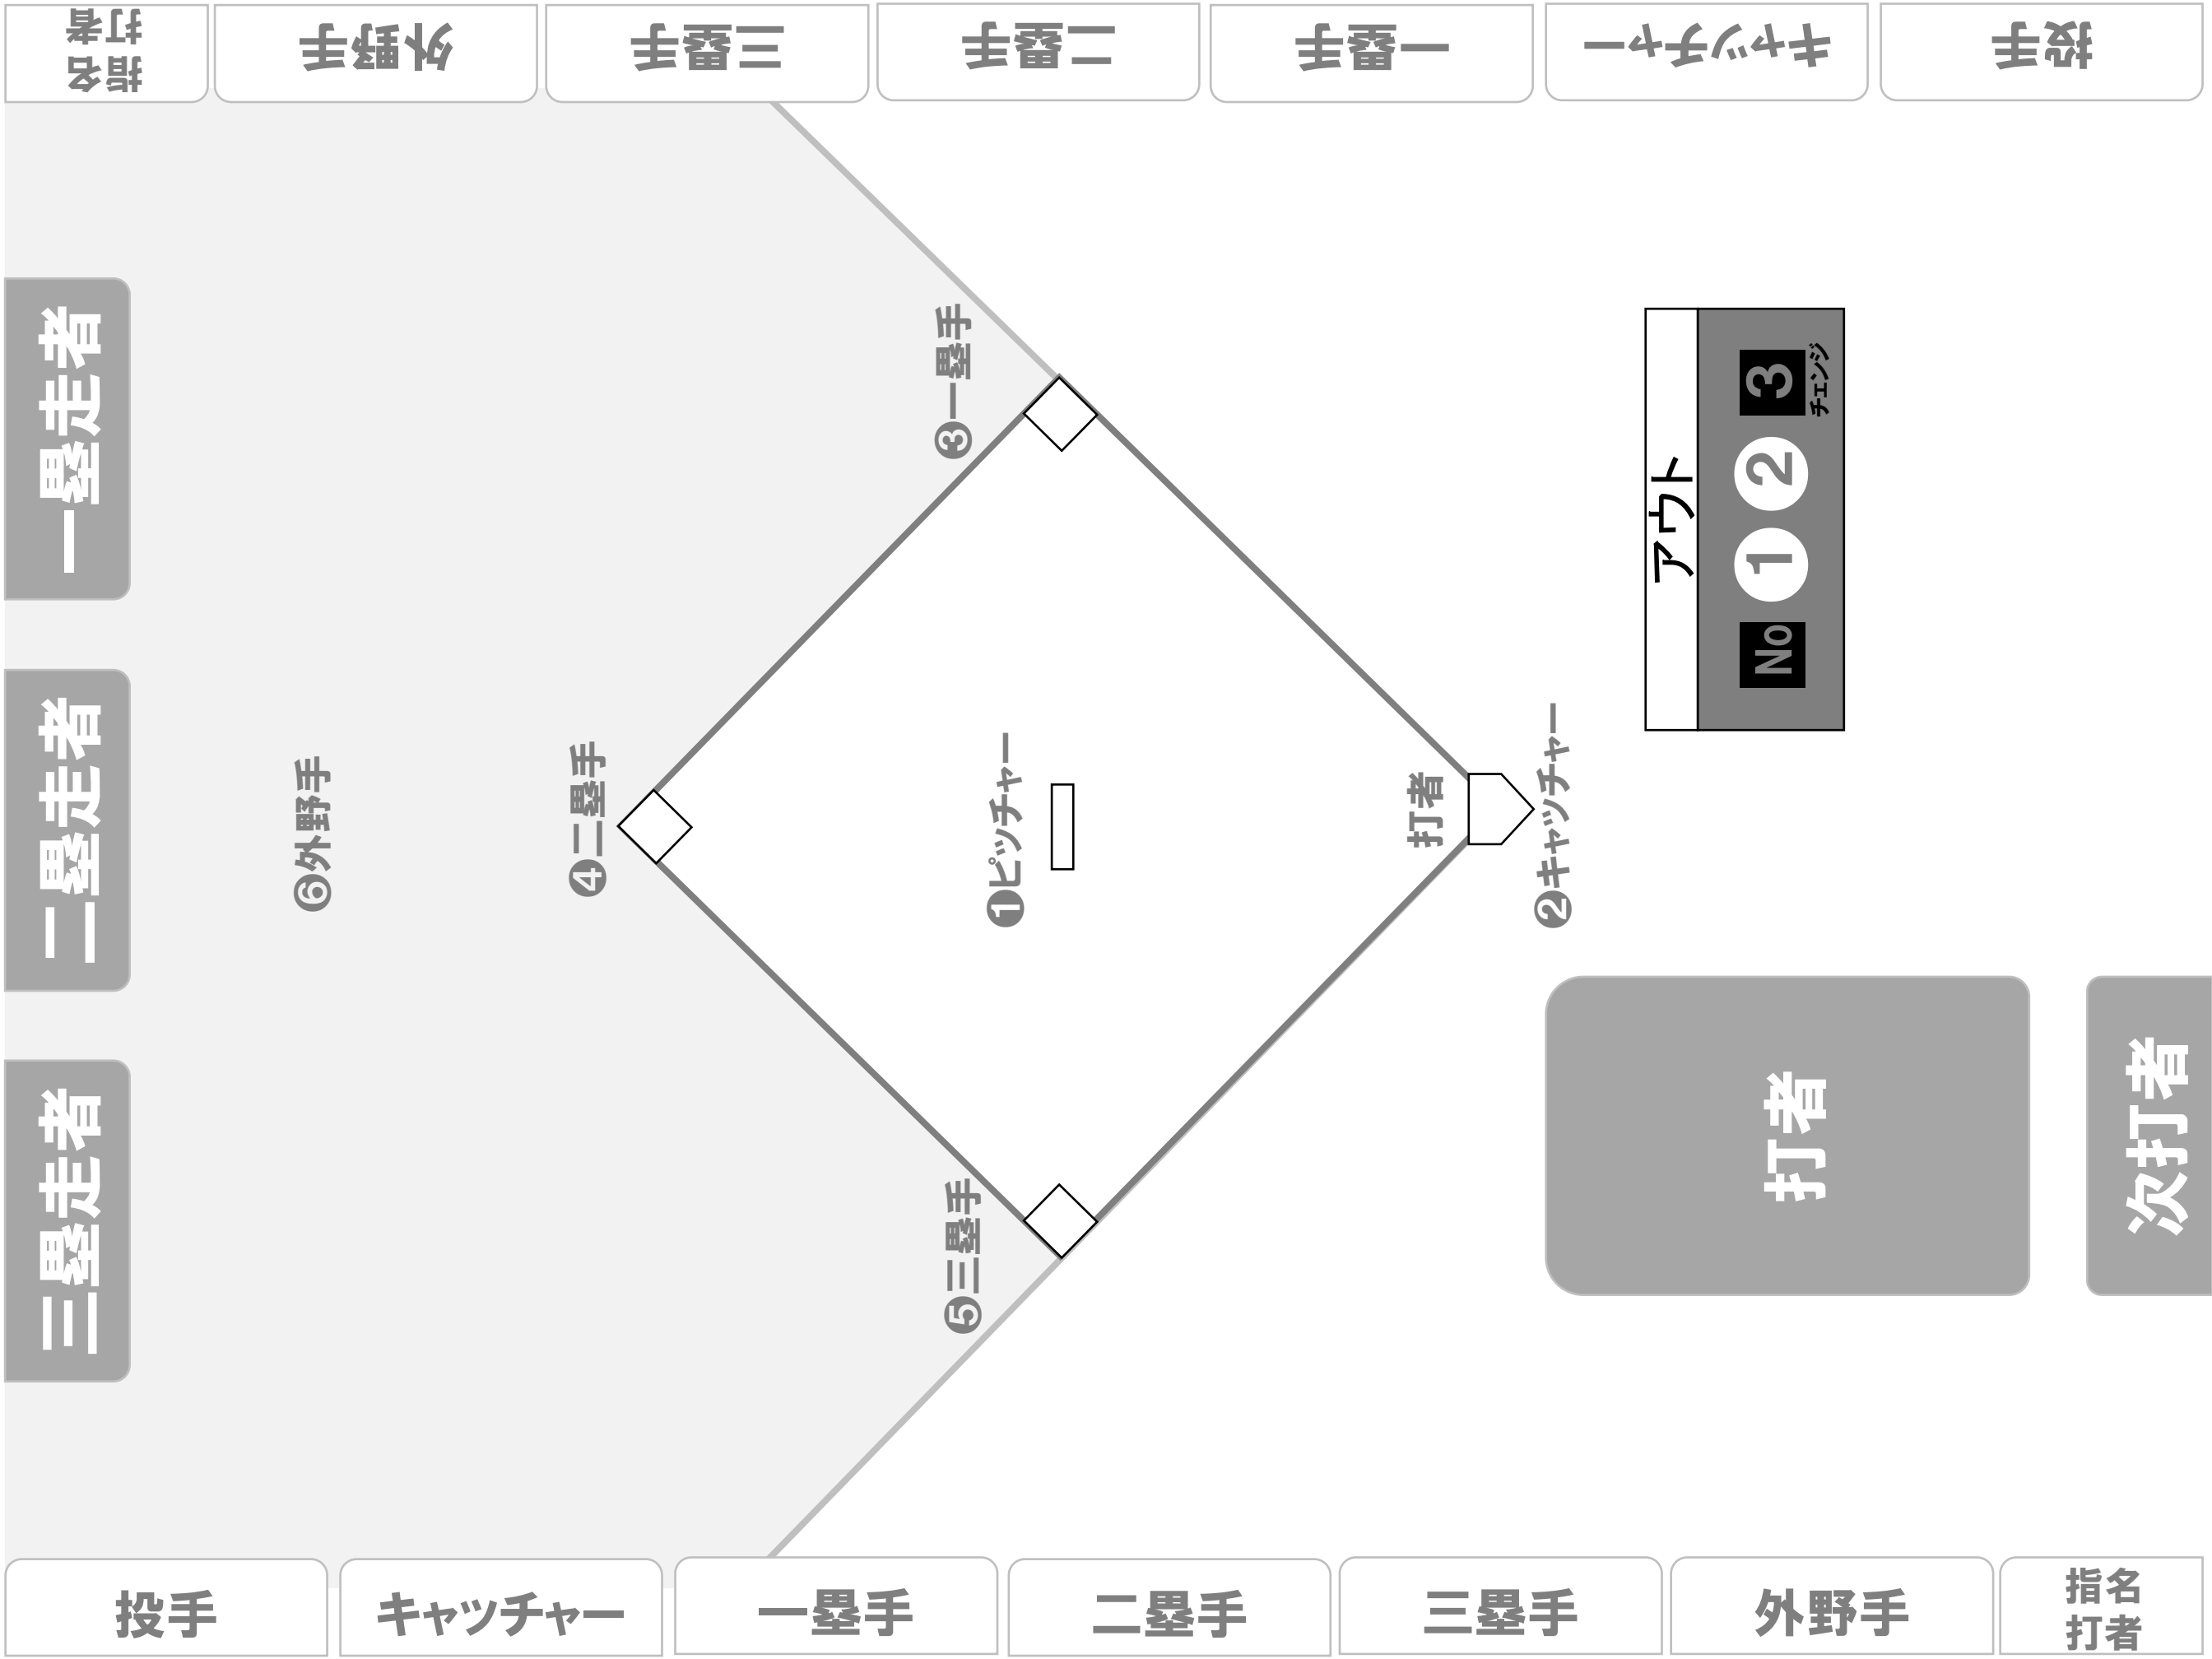 指名
打者
外野手
三塁手
二塁手
一塁手
キャッチャー
投手
一塁走者
二塁走者
三塁走者
❻外野手
❹二塁手
❸一塁手
❶ピッチャー
❺三塁手
打者
❷キャッチャー
アウト
NO
1
2
3
チェンジ
打者
次打者
投手
キャッチャー
一塁手
二塁手
三塁手
外野手
指名
打者